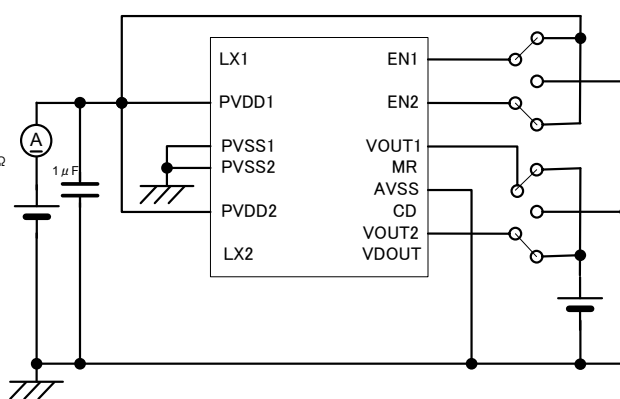 LX1
EN1
PVDD1
EN2
A
Ω
1μF
PVSS1
VOUT1
PVSS2
MR
AVSS
PVDD2
CD
VOUT2
LX2
VDOUT